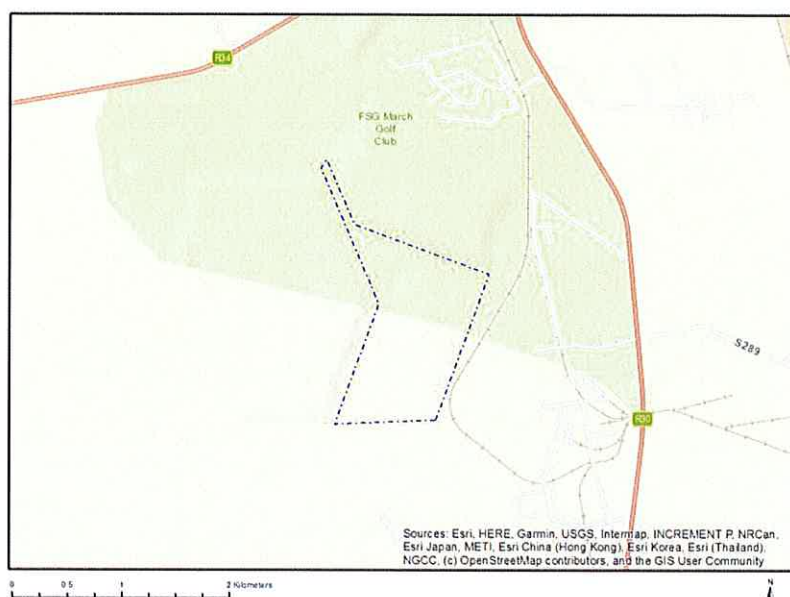 R34
FSG March
Golf
Club
S289
R30
Sources: Esri, HERE, Garmin, USGS, Intermap, INCREMENT P, NRCan,
Esri Japan, METI, Esri China (Hong Kong), Esri Korea, Esri (Thailand),
NGCC, (c) OpenStreetMap contributors, and the GIS User Community
0 0.5 1 2 Kilometers
N